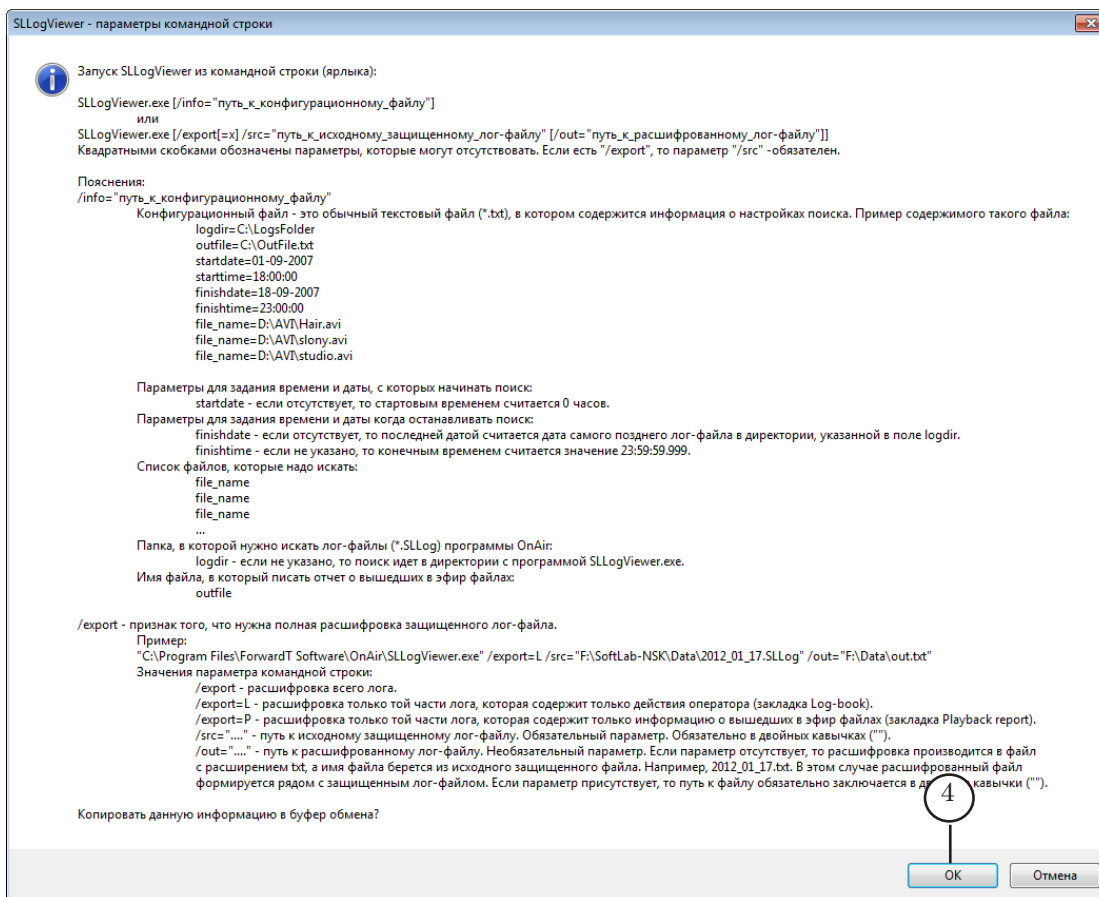 SLLogViewer - параметры командной строки
Запуск SLLogViewer из командной строки (ярлыка):
SLLogViewer.exe [/info="путь_к_конфигурационному_файлу"]
или
SLLogViewer.exe [/export[=x] /src="путь_к_исходному_защищенному_лог-файлу" [/out="путь_к_расшифрованному_лог-файлу"]]
Квадратными скобками обозначены параметры, которые могут отсутствовать. Если есть "/export", то параметр "/src" -обязателен.
Пояснения:
/info="путь_к_конфигурационному_файлу"
Конфигурационный файл - это обычный текстовый файл (*.txt), в котором содержится информация о настройках поиска. Пример содержимого такого файла:
logdir=C:\LogsFolder
outfile=C:\OutFile.txt
startdate=01-09-2007
starttime=18:00:00
finishdate=18-09-2007
finishtime=23:00:00
file_name=D:\AVI\Hair.avi
file_name=D:\AVI\slony.avi
file_name=D:\AVI\studio.avi
Параметры для задания времени и даты, с которых начинать поиск:
startdate - если отсутствует, то стартовым временем считается 0 часов.
Параметры для задания времени и даты когда останавливать поиск:
finishdate - если отсутствует, то последней датой считается дата самого позднего лог-файла в директории, указанной в поле logdir.
finishtime - если не указано, то конечным временем считается значение 23:59:59.999.
Список файлов, которые надо искать:
file_name
file_name
file_name
...
Папка, в которой нужно искать лог-файлы (*.SLLog) программы OnAir:
logdir - если не указано, то поиск идет в директории с программой SLLogViewer.exe.
Имя файла, в который писать отчет о вышедших в эфир файлах:
outfile
/export - признак того, что нужна полная расшифровка защищенного лог-файла.
Пример:
"C:\Program Files\ForwardT Software\OnAir\SLLogViewer.exe" /export=L /src="F:\SoftLab-NSK\Data\2012_01_17.SLLog" /out="F:\Data\out.txt"
Значения параметра командной строки:
/export - расшифровка всего лога.
/export=L - расшифровка только той части лога, которая содержит только действия оператора (закладка Log-book).
/export=P - расшифровка только той части лога, которая содержит только информацию о вышедших в эфир файлах (закладка Playback report).
/src="...." - путь к исходному защищенному лог-файлу. Обязательный параметр. Обязательно в двойных кавычках ("").
/out="...." - путь к расшифрованному лог-файлу. Необязательный параметр. Если параметр отсутствует, то расшифровка производится в файл
с расширением txt, а имя файла берется из исходного защищенного файла. Например, 2012_01_17.txt. В этом случае расшифрованный файл
формируется рядом с защищенным лог-файлом. Если параметр присутствует, то путь к файлу обязательно заключается в кавычки ("").
4
Копировать данную информацию в буфер обмена?
ОК
Отмена